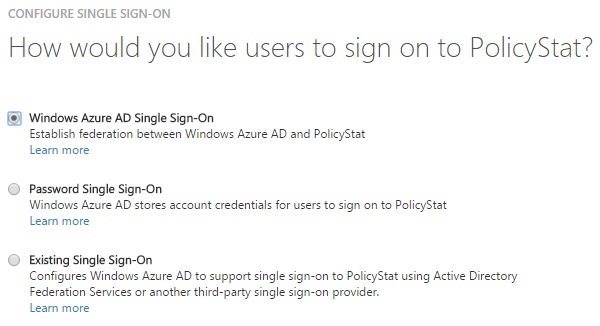 CONFIGURE SINGLE SIGN-ON
How would you like users to sign on to PolicyStat?
Windows Azure AD Single Sign-On
Establish federation between Windows Azure AD and PolicyStat
Learn more
Password Single Sign-On
Windows Azure AD stores account credentials for users to sign on to PolicyStat
Learn more
Existing Single Sign-On
Configures Windows Azure AD to support single sign-on to PolicyStat using Active Directory
Federation Services or another third-party single sign-on provider.
Learn more